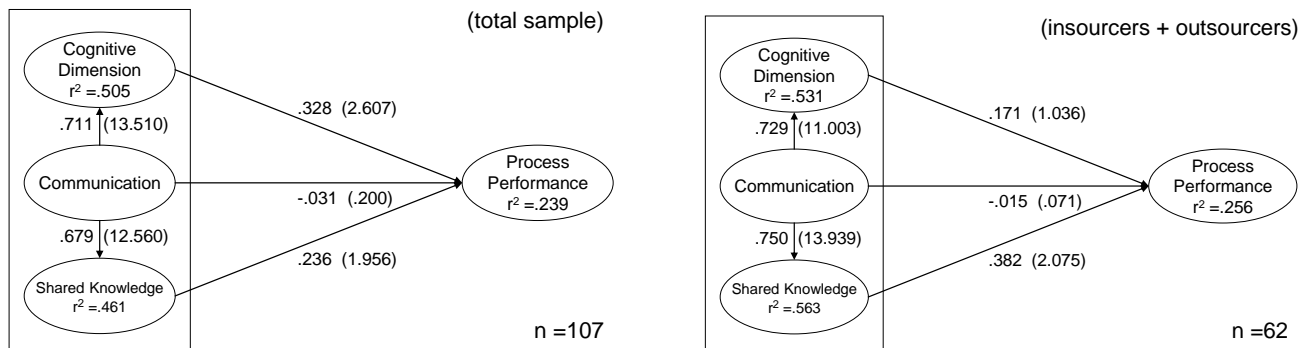 (total sample)
Cognitive
Dimension
r² =.505
.328 (2.607)
.711 (13.510)
Communication
-.031 (.200)
Process
Performance
r² =.239
.679 (12.560)
.236 (1.956)
Shared Knowledge
r² =.461
n =107
(insourcers + outsourcers)
Cognitive
Dimension
r² =.531
.171 (1.036)
.729 (11.003)
Communication
-.015 (.071)
Process
Performance
r² =.256
.750 (13.939)
.382 (2.075)
Shared Knowledge
r² =.563
n =62